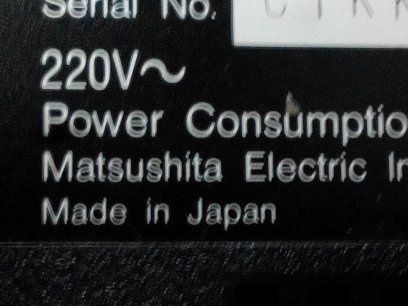 Serial No.
220V~
Power Consumptio
Matsushita Electric In
Made in Japan